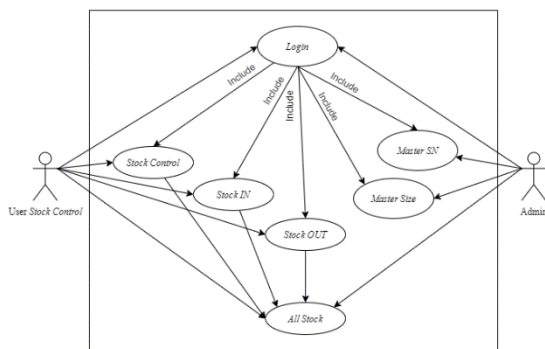 Login
Include
Include
Include
Include
Include
Stock Control
Master SN
Stock IN
Master Size
User Stock Control
Admin
Stock OUT
All Stock